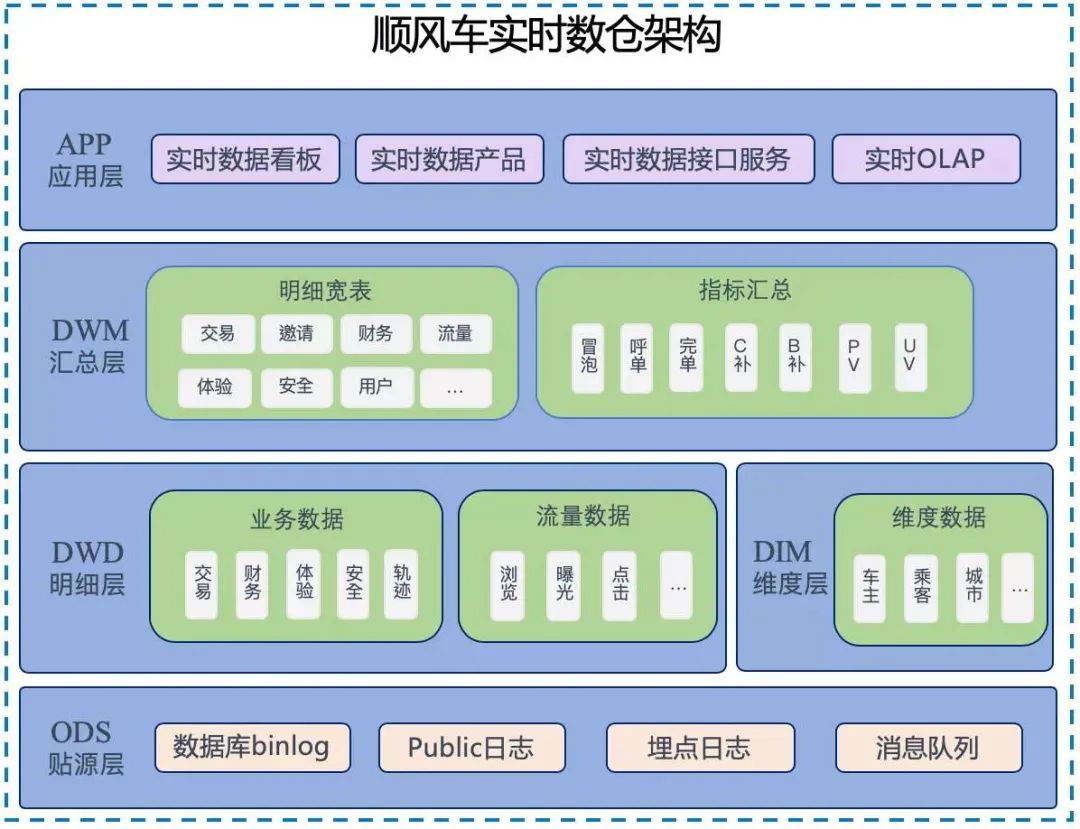 顺风车实时数仓架构
APP
应用层
实时数据看板
实时数据产品
实时数据接口服务
实时OLAP
DWM
汇总层
明细宽表
交易
邀请
财务
流量
体验
安全
用户
...
指标汇总
冒泡
呼单
完单
C补
B补
PV
UV
DWD
明细层
业务数据
交易
财务
体验
安全
轨迹
流量数据
浏览
曝光
点击
...
DIM
维度层
维度数据
车主
乘客
城市
...
ODS
贴源层
数据库binlog
Public日志
埋点日志
消息队列